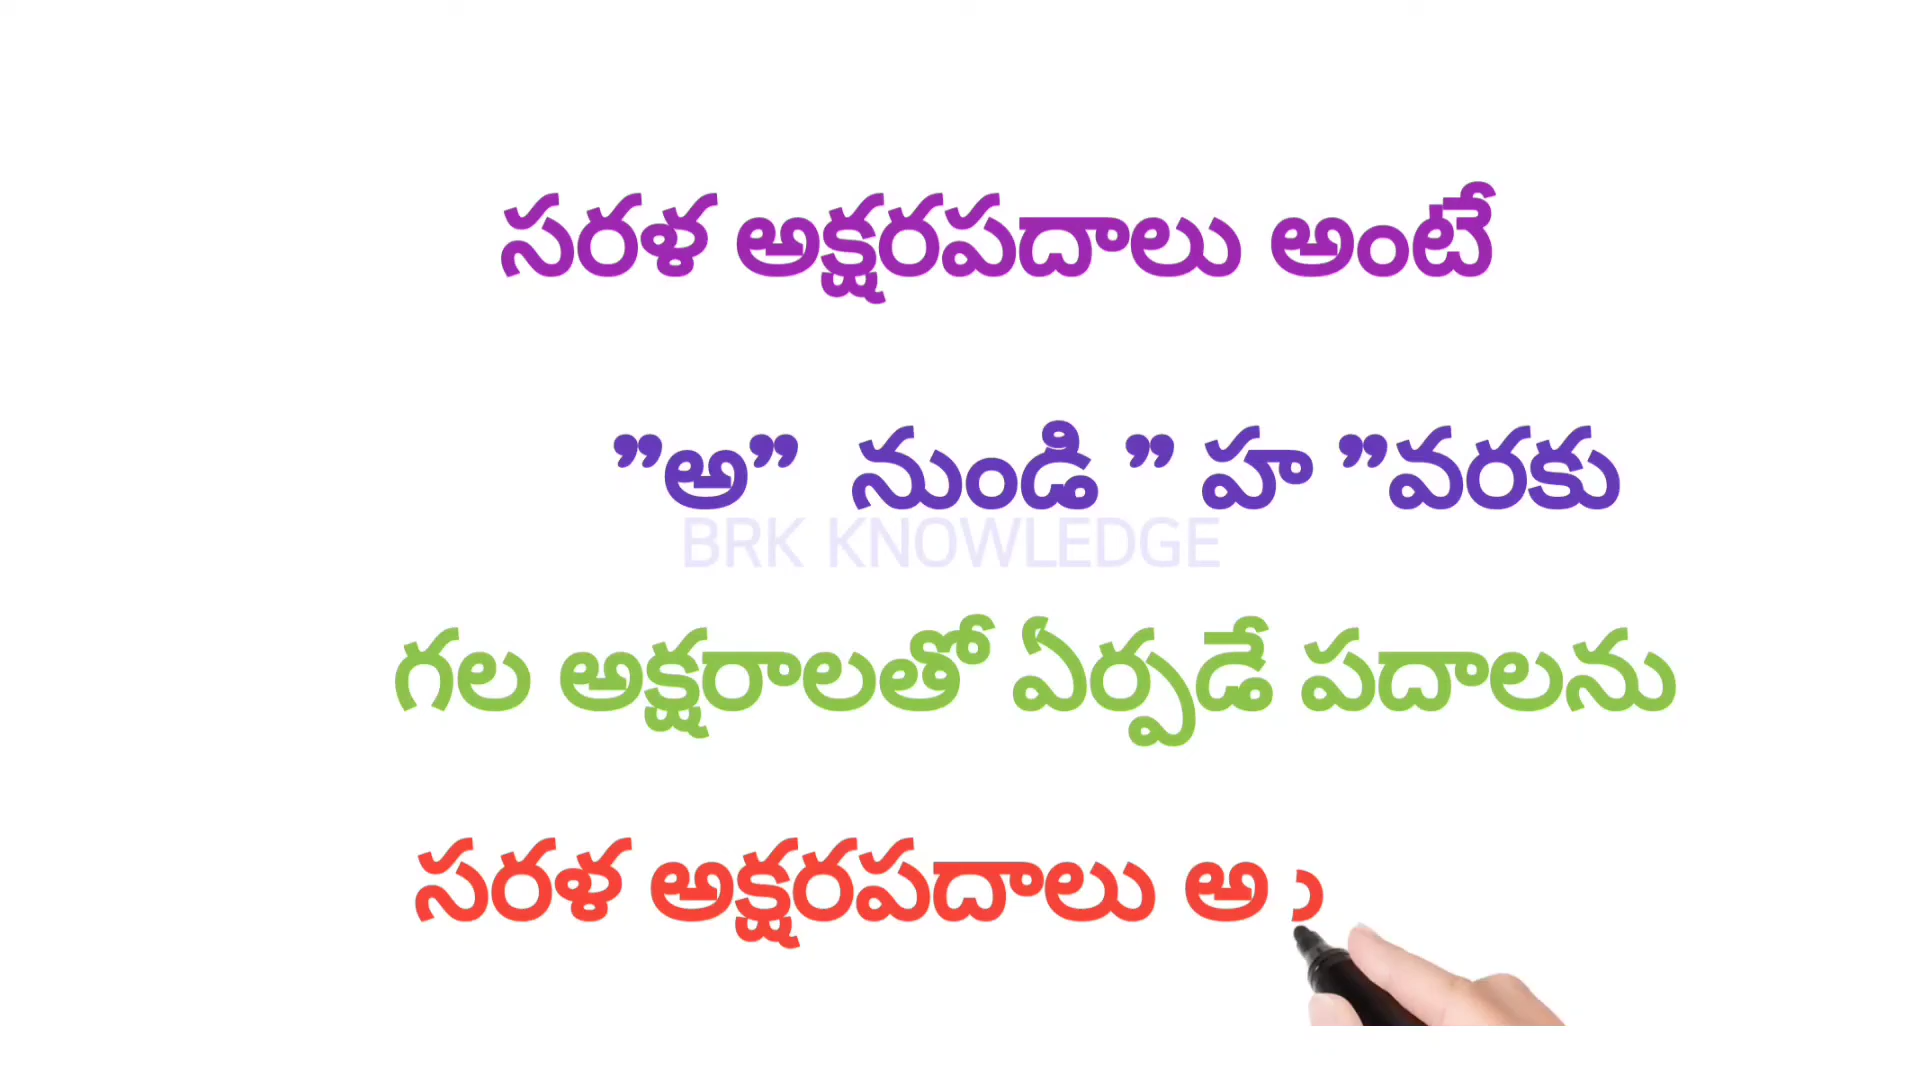 సరళ అక్షరపదాలు అంటే
”అ” నుండి ” హ ”వరకు
BRK KNOWLEDGE
గల అక్షరాలతో ఏర్పడే పదాలను
సరళ అక్షరపదాలు